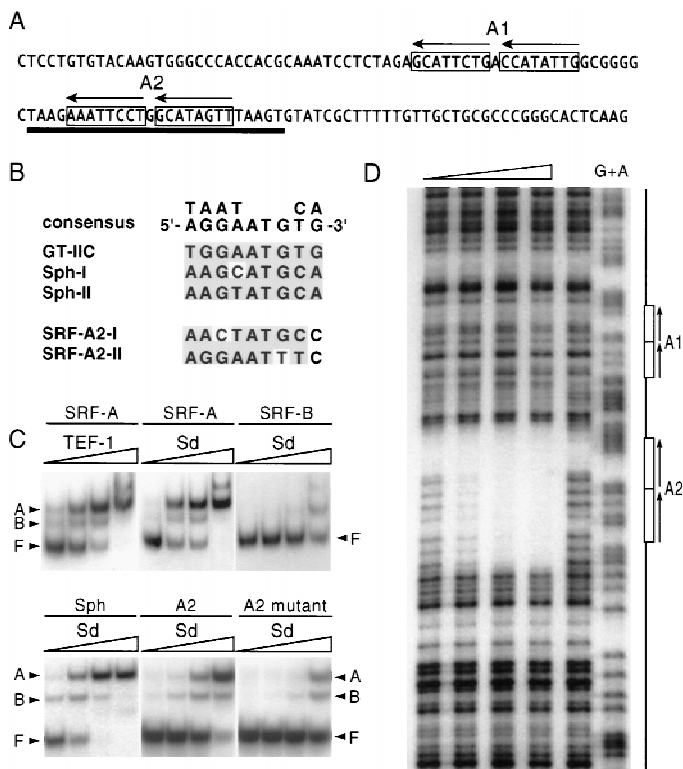 A
A1
CTCCTGTGTACAAGTGGGCCCACCACGCAAATCCTCTAGAGCATTCTGACCATATTGGCGGGG
A2
CTAAGAAATTCCTGGCATAGTTTAAGTGTATCGCTTTTTGTTGCTGCGCCCGGGCACTCAAG
B
TAAT CA
consensus 5'-AGGAATGTG-3'
GT-IIC TGGAATGTG
Sph-I AAGCATGCA
Sph-II AAGTATGCA
SRF-A2-I AACTATGCC
SRF-A2-II AGGAATTTC
C
SRF-A SRF-A SRF-B
TEF-1 Sd Sd
A
B
F F
Sph A2 A2 mutant
Sd Sd Sd
A A
B B
F F
D
G+A
A1
A2